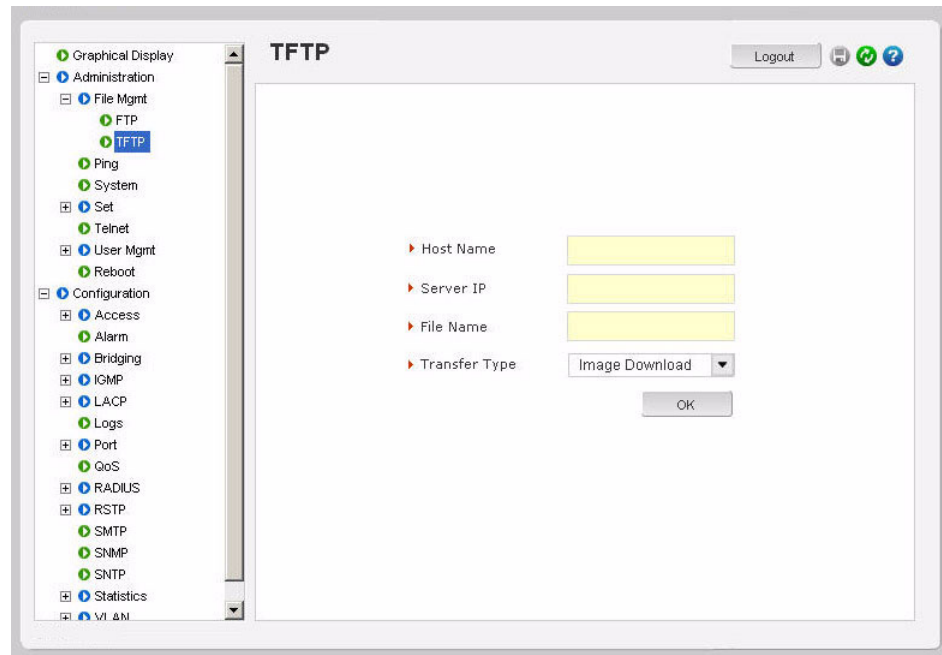 TFTP
Logout
Graphical Display
Administration
File Mgmt
FTP
TFTP
Ping
System
Set
Telnet
User Mgmt
Reboot
Configuration
Access
Alarm
Bridging
IGMP
LACP
Logs
Port
QoS
RADIUS
RSTP
SMTP
SNMP
SNTP
Statistics
VLAN
Host Name
Server IP
File Name
Transfer Type
Image Download
OK